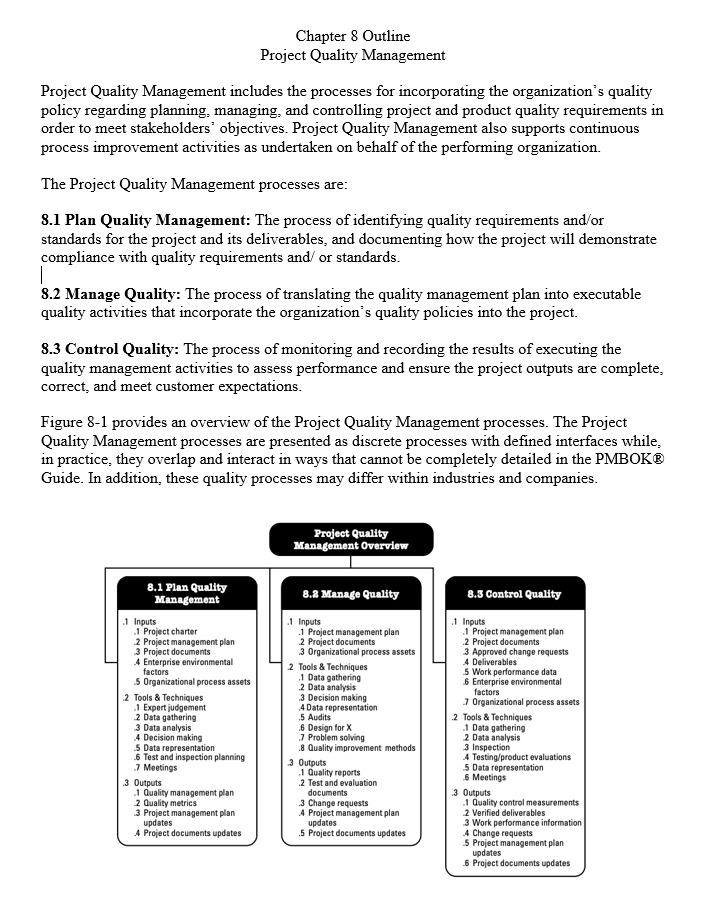 Chapter 8 Outline
Project Quality Management
Project Quality Management includes the processes for incorporating the organization's quality
policy regarding planning, managing, and controlling project and product quality requirements in
order to meet stakeholders' objectives. Project Quality Management also supports continuous
process improvement activities as undertaken on behalf of the performing organization.
The Project Quality Management processes are:
8.1 Plan Quality Management: The process of identifying quality requirements and/or
standards for the project and its deliverables, and documenting how the project will demonstrate
compliance with quality requirements and/ or standards.
8.2 Manage Quality: The process of translating the quality management plan into executable
quality activities that incorporate the organization's quality policies into the project.
8.3 Control Quality: The process of monitoring and recording the results of executing the
quality management activities to assess performance and ensure the project outputs are complete,
correct, and meet customer expectations.
Figure 8-1 provides an overview of the Project Quality Management processes. The Project
Quality Management processes are presented as discrete processes with defined interfaces while,
in practice, they overlap and interact in ways that cannot be completely detailed in the PMBOK®
Guide. In addition, these quality processes may differ within industries and companies.
Project Quality
Management Overview
8.1 Plan Quality
Management
.1 Inputs
.1 Project charter
.2 Project management plan
.3 Project documents
.4 Enterprise environmental
factors
.5 Organizational process assets
.2 Tools & Techniques
.1 Expert judgement
.2 Data gathering
.3 Data analysis
.4 Decision making
.5 Data representation
.6 Test and inspection planning
.7 Meetings
.3 Outputs
.1 Quality management plan
.2 Quality metrics
.3 Project management plan
updates
.4 Project documents updates
8.2 Manage Quality
.1 Inputs
.1 Project management plan
.2 Project documents
.3 Organizational process assets
.2 Tools & Techniques
.1 Data gathering
.2 Data analysis
.3 Decision making
.4 Data representation
.5 Audits
.6 Design for X
.7 Problem solving
.8 Quality improvement methods
.3 Outputs
.1 Quality reports
.2 Test and evaluation
documents
.3 Change requests
.4 Project management plan
updates
.5 Project documents updates
8.3 Control Quality
.1 Inputs
.1 Project management plan
.2 Project documents
.3 Approved change requests
.4 Deliverables
.5 Work performance data
.6 Enterprise environmental
factors
.7 Organizational process assets
.2 Tools & Techniques
.1 Data gathering
.2 Data analysis
.3 Inspection
.4 Testing/product evaluations
.5 Data representation
.6 Meetings
.3 Outputs
.1 Quality control measurements
.2 Verified deliverables
.3 Work performance information
.4 Change requests
.5 Project management plan
updates
.6 Project documents updates